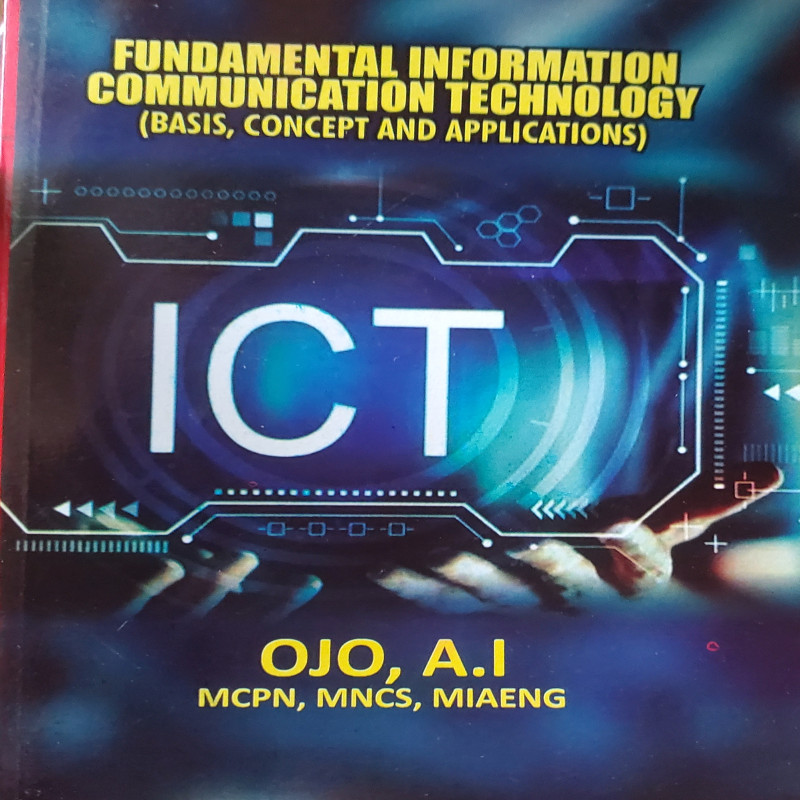 FUNDAMENTAL INFORMATION
COMMUNICATION TECHNOLOGY
(BASIS, CONCEPT AND APPLICATIONS)
ICT
OJO, A.I
MCPN, MNCS, MIAENG